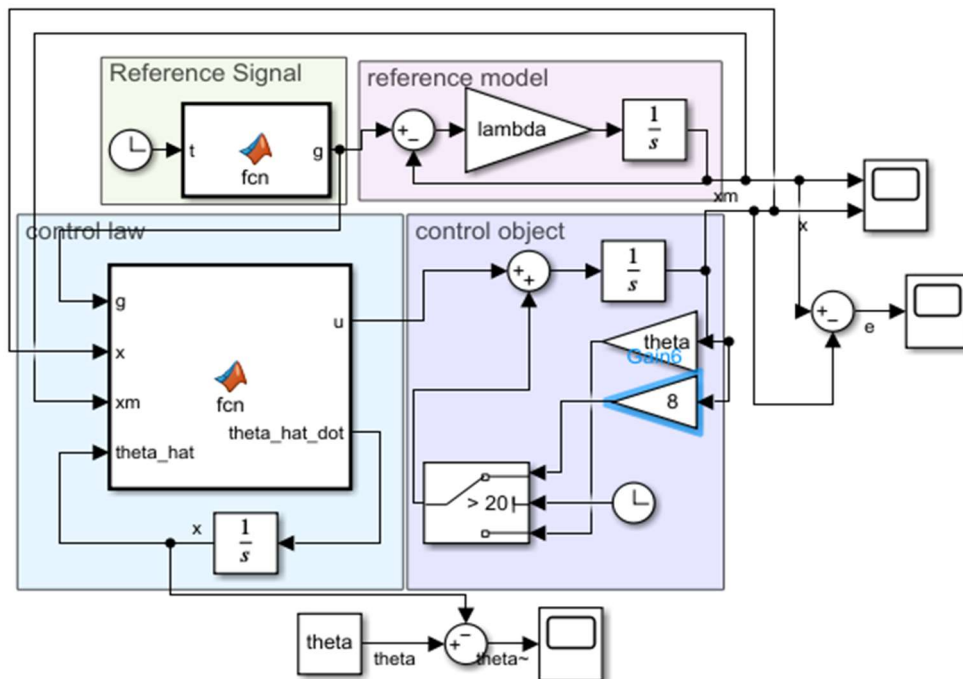 Reference Signal
reference model
t
g
fcn
+
−
lambda
1
s
xm
x
control law
control object
g
x
xm
theta_hat
u
fcn
theta_hat_dot
+
+
1
s
theta
Gain6
8
+
−
e
> 20
x
1
s
theta
theta
+
−
theta~